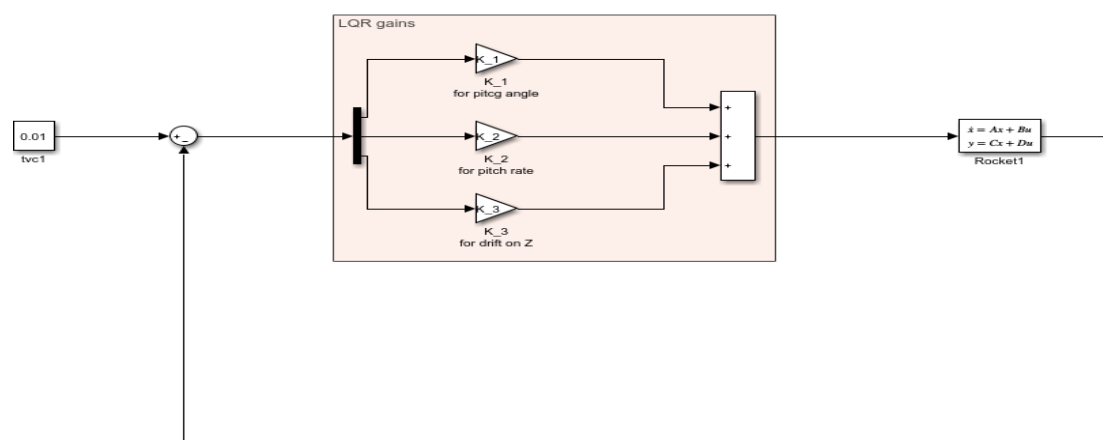 LQR gains
K_1
K_1
for pitcg angle
0.01
tvc1
+
-
K_2
K_2
for pitch rate
K_3
K_3
for drift on Z
+
+
+
ẋ = Ax + Bu
y = Cx + Du
Rocket1